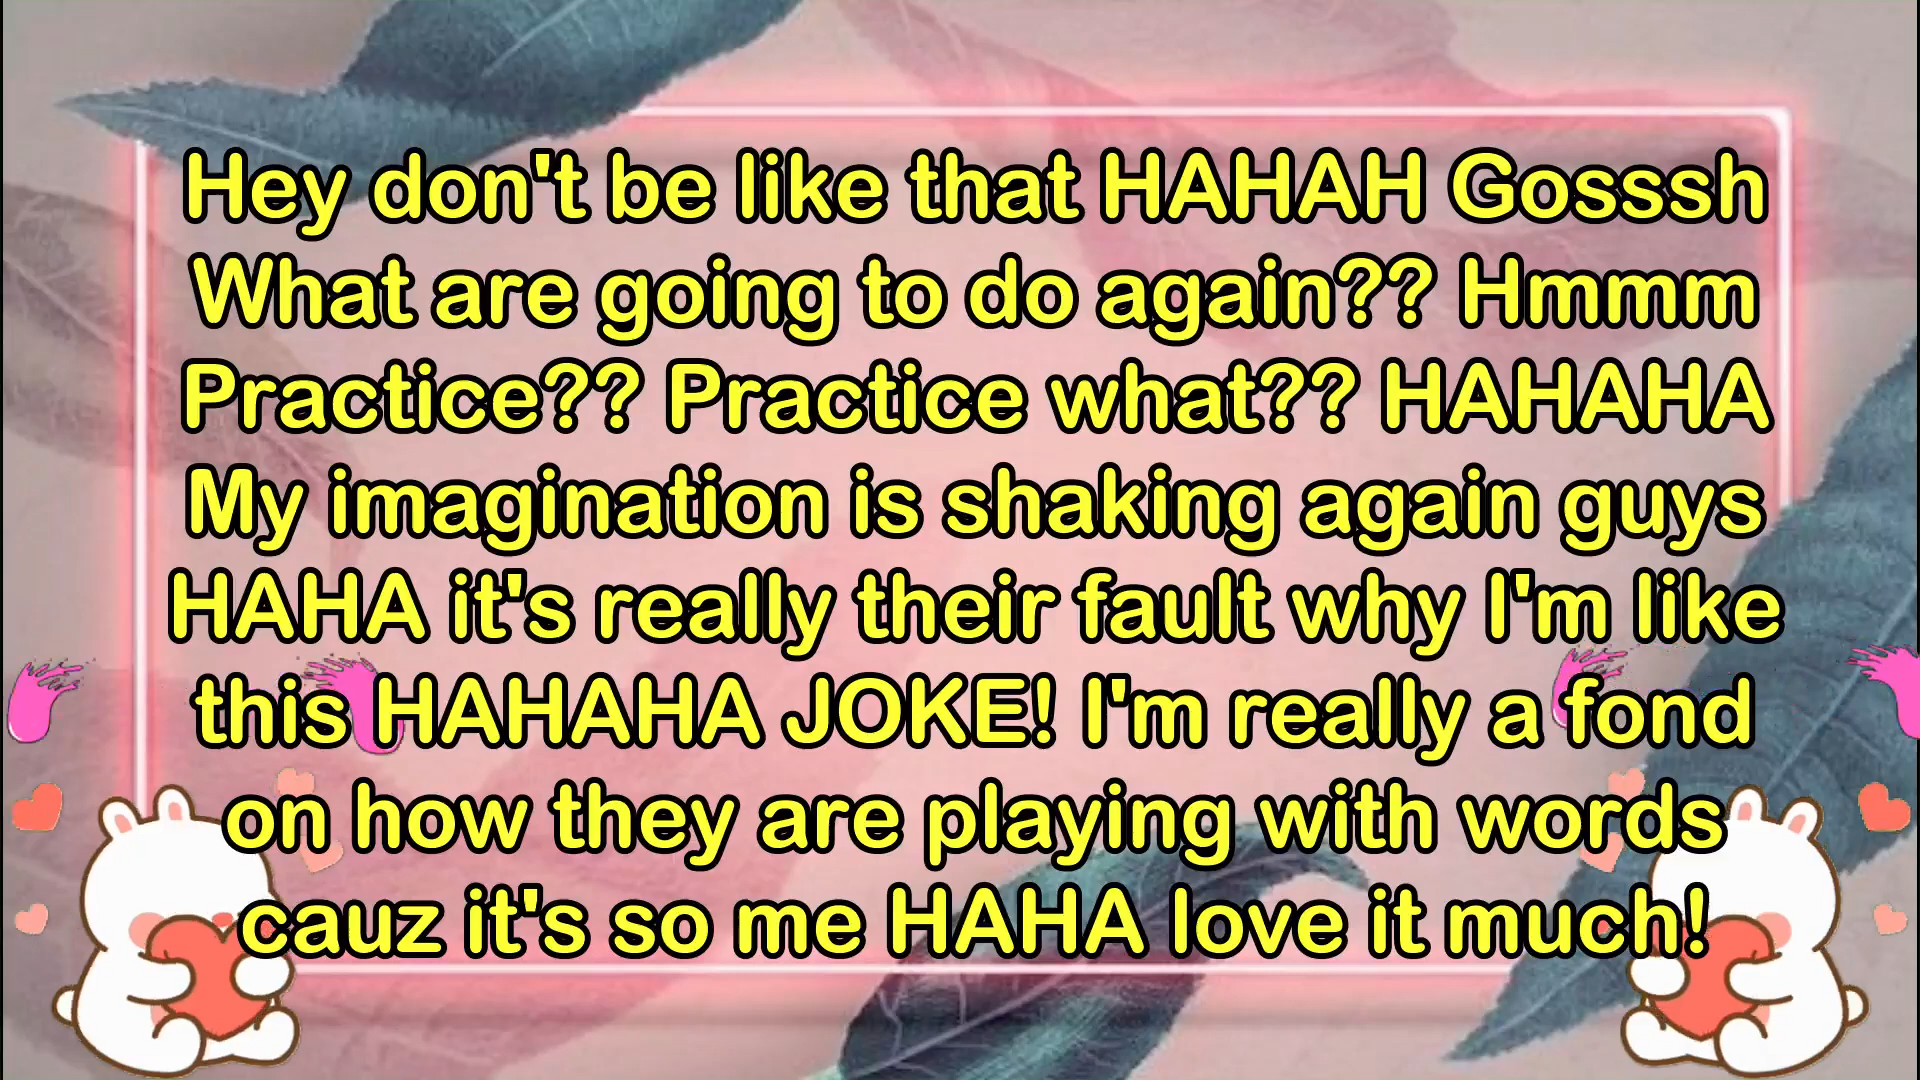 Hey don't be like that HAHAH Gosssh
What are going to do again?? Hmmm
Practice?? Practice what?? HAHAHA
My imagination is shaking again guys
HAHA it's really their fault why I'm like
this HAHAHA JOKE! I'm really a fond
on how they are playing with words
cauz it's so me HAHA love it much!